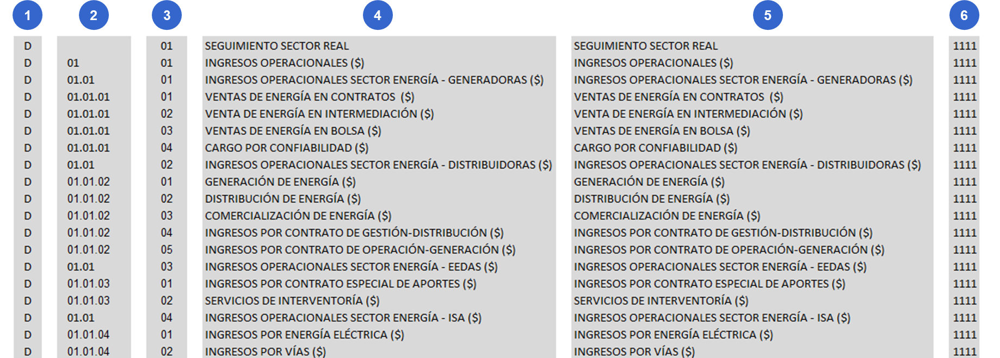 1 2 3 4 5 6
D 01 SEGUIMIENTO SECTOR REAL SEGUIMIENTO SECTOR REAL 1111
D 01 01 INGRESOS OPERACIONALES ($) INGRESOS OPERACIONALES ($) 1111
D 01.01 01 INGRESOS OPERACIONALES SECTOR ENERGÍA - GENERADORAS ($) INGRESOS OPERACIONALES SECTOR ENERGÍA - GENERADORAS ($) 1111
D 01.01.01 01 VENTAS DE ENERGÍA EN CONTRATOS  ($) VENTAS DE ENERGÍA EN CONTRATOS  ($) 1111
D 01.01.01 02 VENTA DE ENERGÍA EN INTERMEDIACIÓN ($) VENTA DE ENERGÍA EN INTERMEDIACIÓN ($) 1111
D 01.01.01 03 VENTAS DE ENERGÍA EN BOLSA ($) VENTAS DE ENERGÍA EN BOLSA ($) 1111
D 01.01.01 04 CARGO POR CONFIABILIDAD ($) CARGO POR CONFIABILIDAD ($) 1111
D 01.01 02 INGRESOS OPERACIONALES SECTOR ENERGÍA - DISTRIBUIDORAS ($) INGRESOS OPERACIONALES SECTOR ENERGÍA - DISTRIBUIDORAS ($) 1111
D 01.01.02 01 GENERACIÓN DE ENERGÍA ($) GENERACIÓN DE ENERGÍA ($) 1111
D 01.01.02 02 DISTRIBUCIÓN DE ENERGÍA ($) DISTRIBUCIÓN DE ENERGÍA ($) 1111
D 01.01.02 03 COMERCIALIZACIÓN DE ENERGÍA ($) COMERCIALIZACIÓN DE ENERGÍA ($) 1111
D 01.01.02 04 INGRESOS POR CONTRATO DE GESTIÓN-DISTRIBUCIÓN ($) INGRESOS POR CONTRATO DE GESTIÓN-DISTRIBUCIÓN ($) 1111
D 01.01.02 05 INGRESOS POR CONTRATO DE OPERACIÓN-GENERACIÓN ($) INGRESOS POR CONTRATO DE OPERACIÓN-GENERACIÓN ($) 1111
D 01.01 03 INGRESOS OPERACIONALES SECTOR ENERGÍA - EEDAS ($) INGRESOS OPERACIONALES SECTOR ENERGÍA - EEDAS ($) 1111
D 01.01.03 01 INGRESOS POR CONTRATO ESPECIAL DE APORTES ($) INGRESOS POR CONTRATO ESPECIAL DE APORTES ($) 1111
D 01.01.03 02 SERVICIOS DE INTERVENTORÍA ($) SERVICIOS DE INTERVENTORÍA ($) 1111
D 01.01 04 INGRESOS OPERACIONALES SECTOR ENERGÍA - ISA ($) INGRESOS OPERACIONALES SECTOR ENERGÍA - ISA ($) 1111
D 01.01.04 01 INGRESOS POR ENERGÍA ELÉCTRICA ($) INGRESOS POR ENERGÍA ELÉCTRICA ($) 1111
D 01.01.04 02 INGRESOS POR VÍAS ($) INGRESOS POR VÍAS ($) 1111